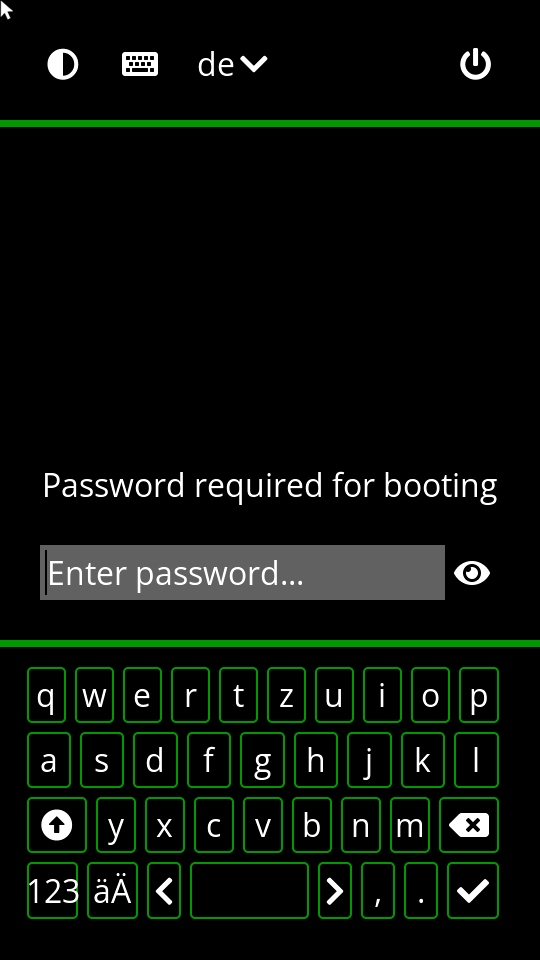 de
Password required for booting
Enter password...
q w e r t z u i o p
a s d f g h j k l
y x c v b n m
123 äÄ , .